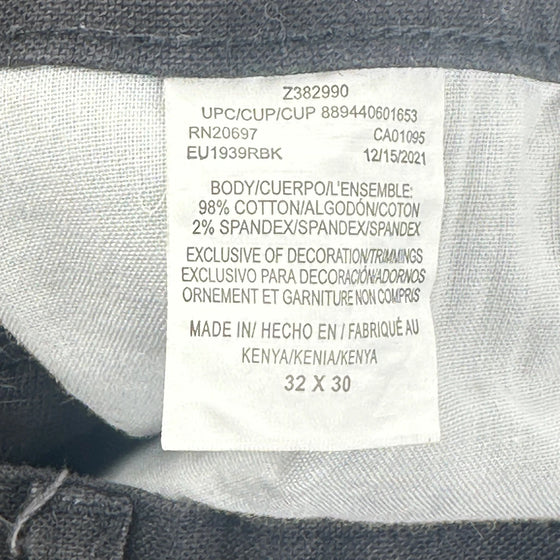 Z382990
UPC/CUP/CUP 889440601653
RN20697 CA01095
EU1939RBK 12/15/2021
BODY/CUERPO/L'ENSEMBLE:
98% COTTON/ALGODÓN/COTON
2% SPANDEX/SPANDEX/SPANDEX
EXCLUSIVE OF DECORATION/TRIMMINGS
EXCLUSIVO PARA DECORACIÓN/ADORNOS
ORNEMENT ET GARNITURE NON COMPRIS
MADE IN/ HECHO EN / FABRIQUÉ AU
KENYA/KENIA/KENYA
32 X 30